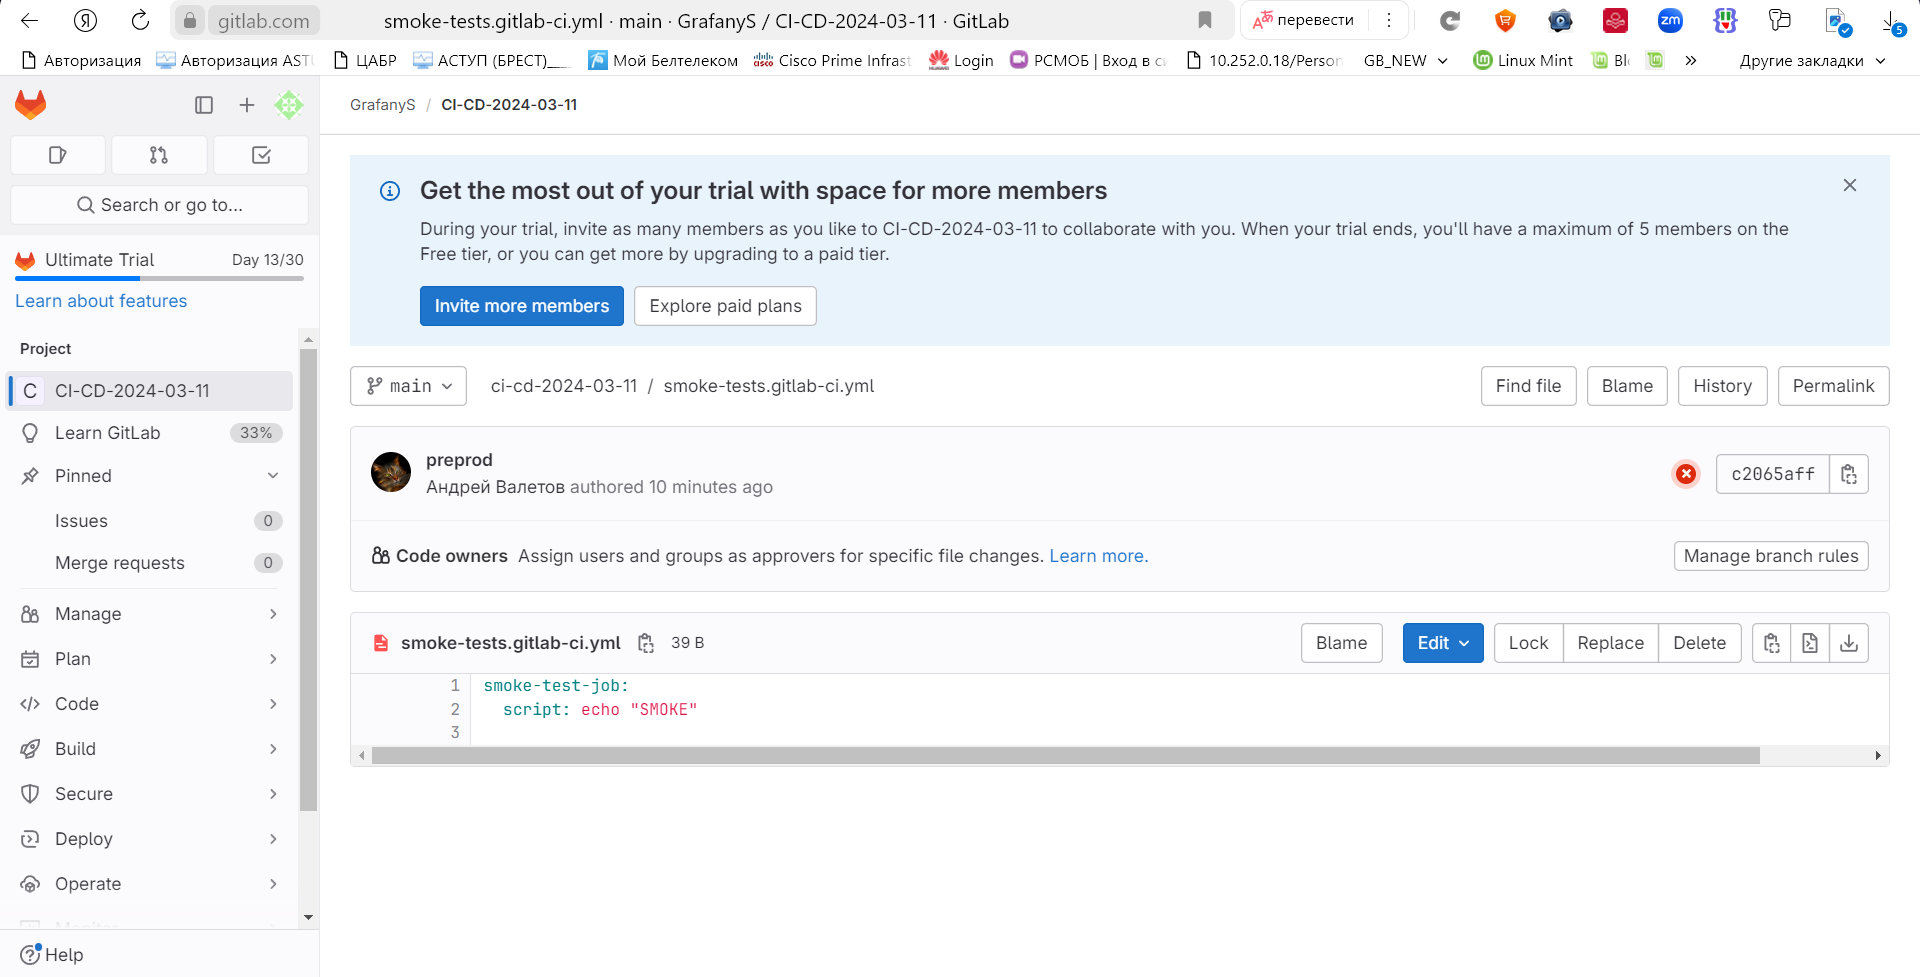 gitlab.com
smoke-tests.gitlab-ci.yml · main · GrafanyS / CI-CD-2024-03-11 · GitLab
перевести
zm
5
Авторизация
Авторизация AST
ЦАБР
АСТУП (БРЕСТ)___
Мой Белтелеком
Cisco Prime Infrast
Login
РСМОБ | Вход в си
10.252.0.18/Person
GB_NEW
Linux Mint
Bl
»
Другие закладки
GrafanyS / CI-CD-2024-03-11
Search or go to...
Ultimate Trial
Day 13/30
Learn about features
Project
C CI-CD-2024-03-11
Learn GitLab 33%
Pinned
Issues 0
Merge requests 0
Manage
Plan
Code
Build
Secure
Deploy
Operate
Monitor
Help
Get the most out of your trial with space for more members
During your trial, invite as many members as you like to CI-CD-2024-03-11 to collaborate with you. When your trial ends, you'll have a maximum of 5 members on the
Free tier, or you can get more by upgrading to a paid tier.
Invite more members
Explore paid plans
main
ci-cd-2024-03-11 / smoke-tests.gitlab-ci.yml
Find file
Blame
History
Permalink
preprod
Андрей Валетов authored 10 minutes ago
c2065aff
Code owners Assign users and groups as approvers for specific file changes. Learn more.
Manage branch rules
smoke-tests.gitlab-ci.yml 39 B
Blame
Edit
Lock
Replace
Delete
1 smoke-test-job:
2 script: echo "SMOKE"
3